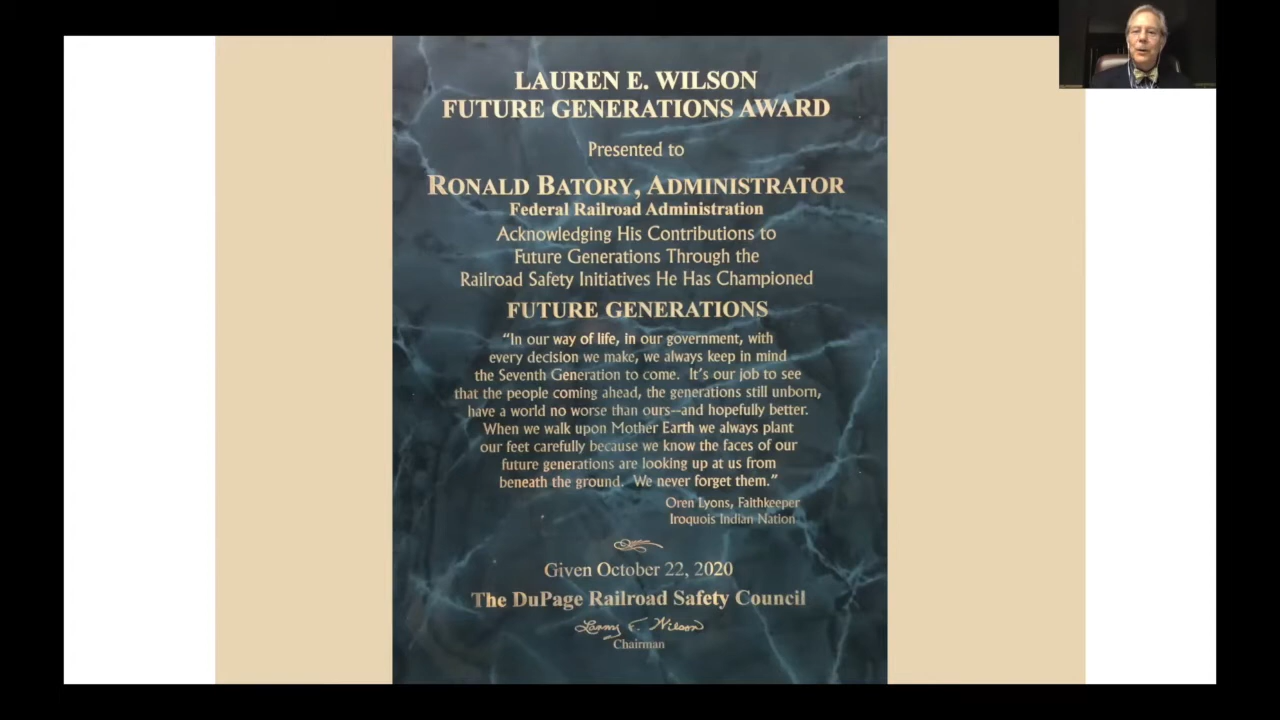 LAUREN E. WILSON
FUTURE GENERATIONS AWARD
Presented to
RONALD BATORY, ADMINISTRATOR
Federal Railroad Administration
Acknowledging His Contributions to
Future Generations Through the
Railroad Safety Initiatives He Has Championed
FUTURE GENERATIONS
“In our way of life, in our government, with
every decision we make, we always keep in mind
the Seventh Generation to come. It’s our job to see
that the people coming ahead, the generations still unborn,
have a world no worse than ours—and hopefully better.
When we walk upon Mother Earth we always plant
our feet carefully because we know the faces of our
future generations are looking up at us from
beneath the ground. We never forget them.”
Oren Lyons, Faithkeeper
Iroquois Indian Nation
Given October 22, 2020
The DuPage Railroad Safety Council
Lanny F. Wilson
Chairman